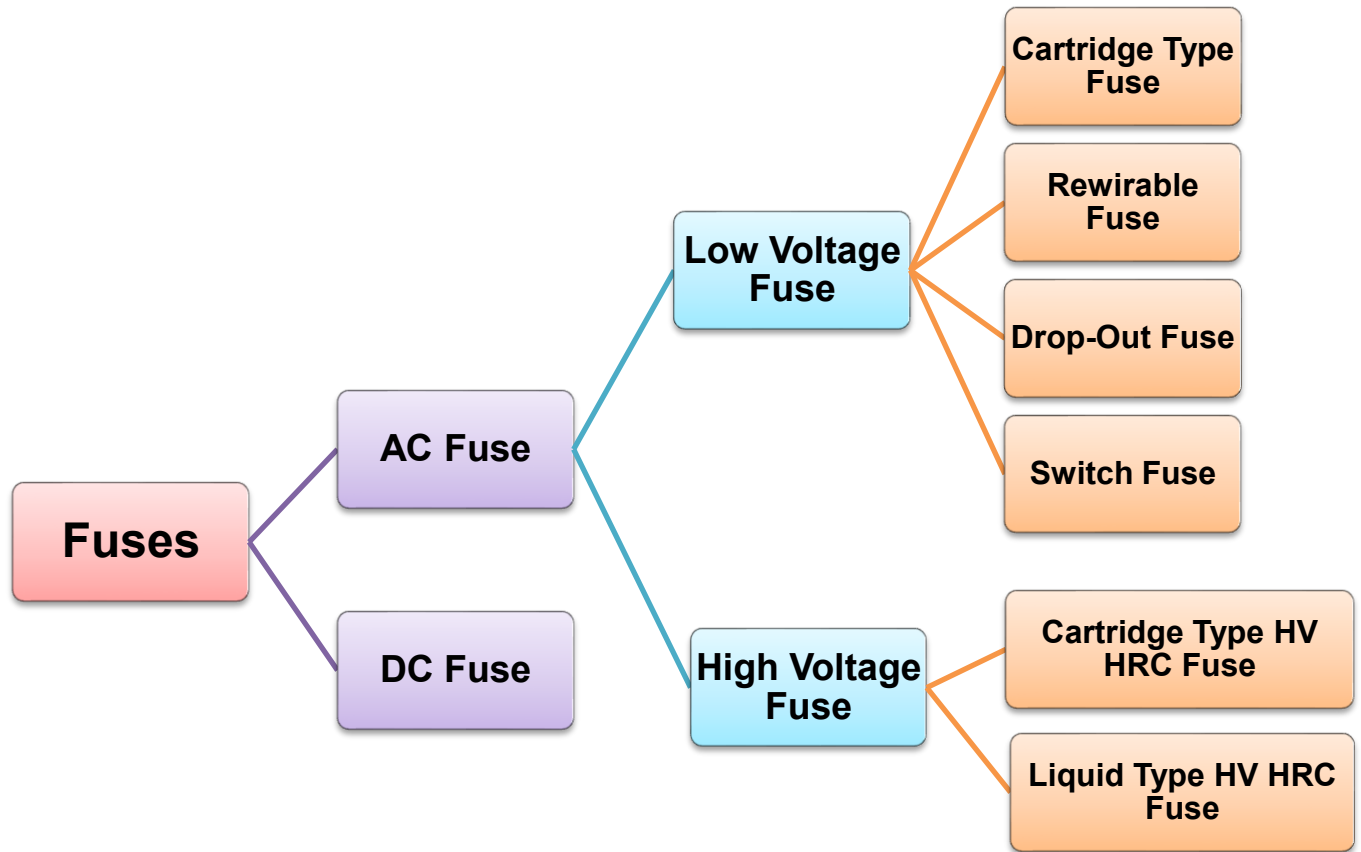 Fuses
AC Fuse
DC Fuse
Low Voltage
Fuse
High Voltage
Fuse
Cartridge Type
Fuse
Rewirable
Fuse
Drop-Out Fuse
Switch Fuse
Cartridge Type HV
HRC Fuse
Liquid Type HV HRC
Fuse